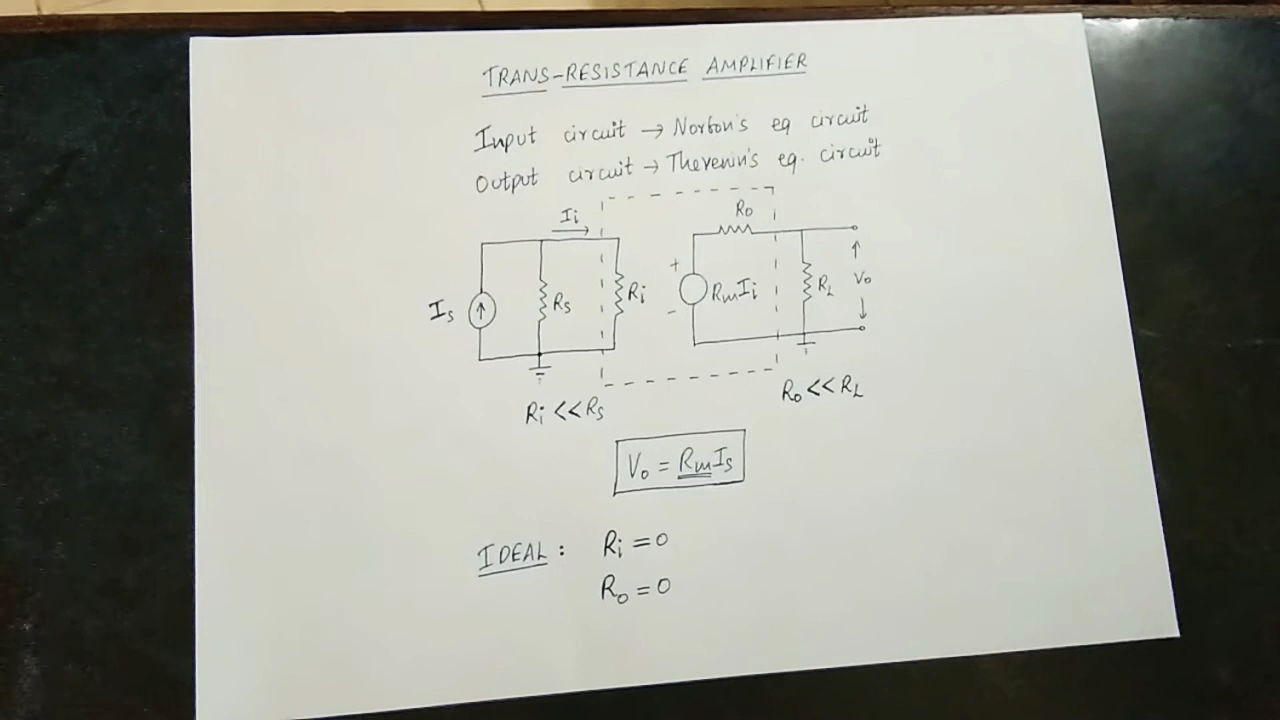 TRANS-RESISTANCE AMPLIFIER
Input circuit → Norton's eq circuit
Output circuit → Thevenin's eq. circuit
Ii
Ro
Is
Rs
Ri
+
-
RmIi
RL
Vo
Ri << Rs
Ro << RL
Vo = RmIs
IDEAL : Ri = 0
Ro = 0